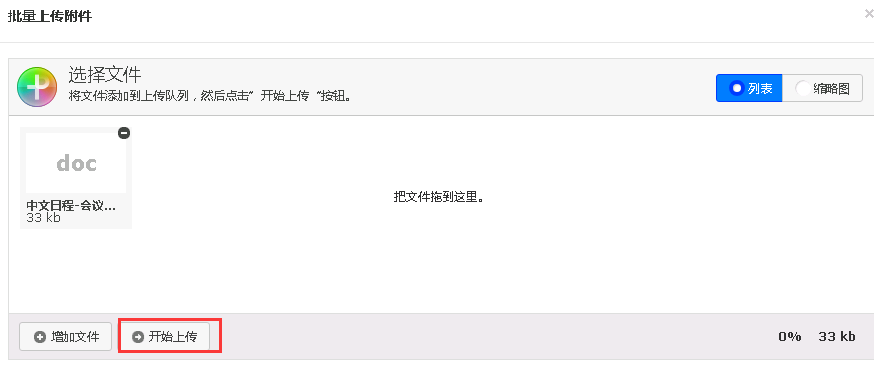 批量上传附件
×
选择文件
将文件添加到上传队列，然后点击”开始上传“按钮。
列表
缩略图
doc
中文日程-会议...
33 kb
把文件拖到这里。
增加文件
开始上传
0%
33 kb